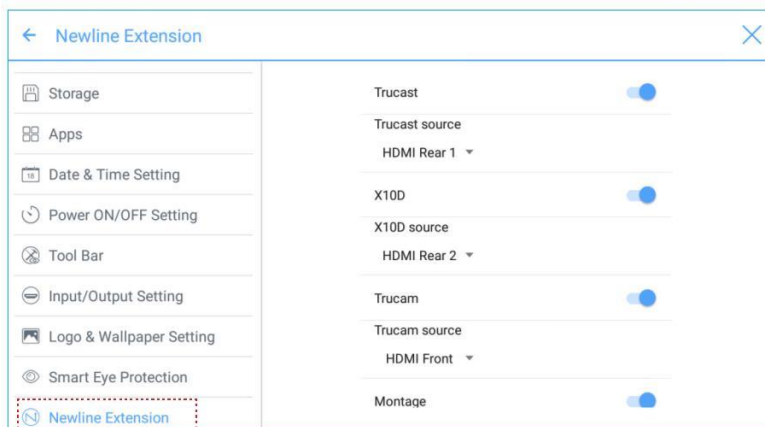 Newline Extension
Storage
Apps
18
Date & Time Setting
Power ON/OFF Setting
Tool Bar
Input/Output Setting
Logo & Wallpaper Setting
Smart Eye Protection
N
Newline Extension
Trucast
Trucast source
HDMI Rear 1
X10D
X10D source
HDMI Rear 2
Trucam
Trucam source
HDMI Front
Montage